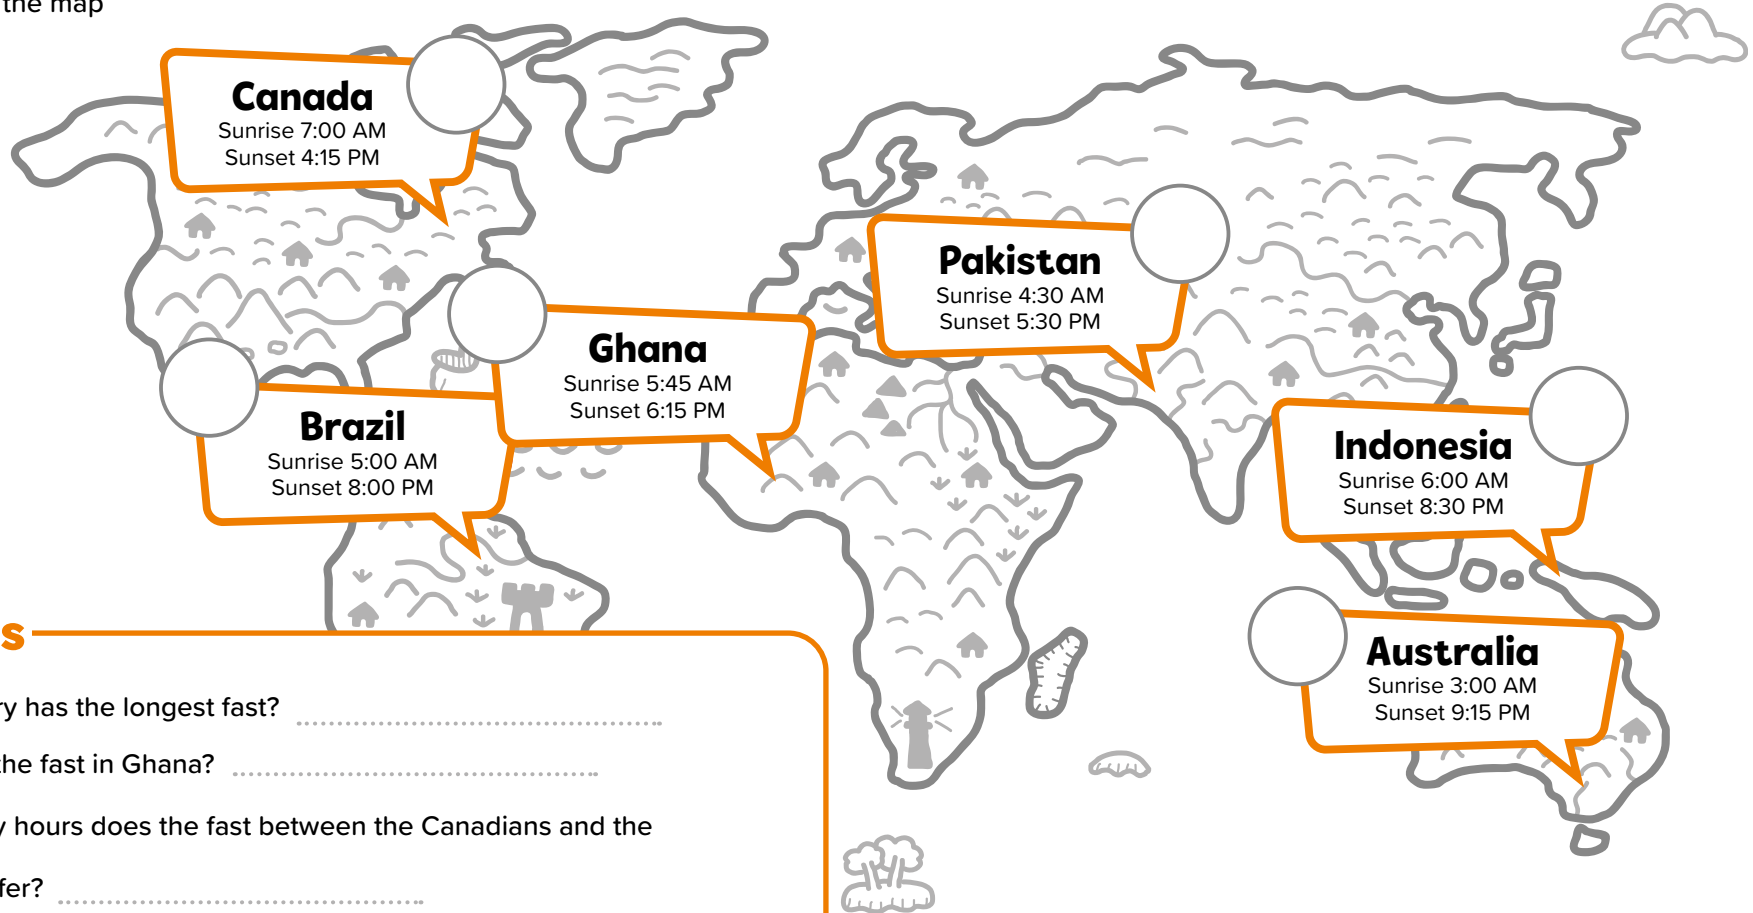 the map
Canada
Sunrise 7:00 AM
Sunset 4:15 PM
Pakistan
Sunrise 4:30 AM
Sunset 5:30 PM
Ghana
Sunrise 5:45 AM
Sunset 6:15 PM
Brazil
Sunrise 5:00 AM
Sunset 8:00 PM
Indonesia
Sunrise 6:00 AM
Sunset 8:30 PM
Australia
Sunrise 3:00 AM
Sunset 9:15 PM
s
ry has the longest fast?
the fast in Ghana?
y hours does the fast between the Canadians and the
fer?